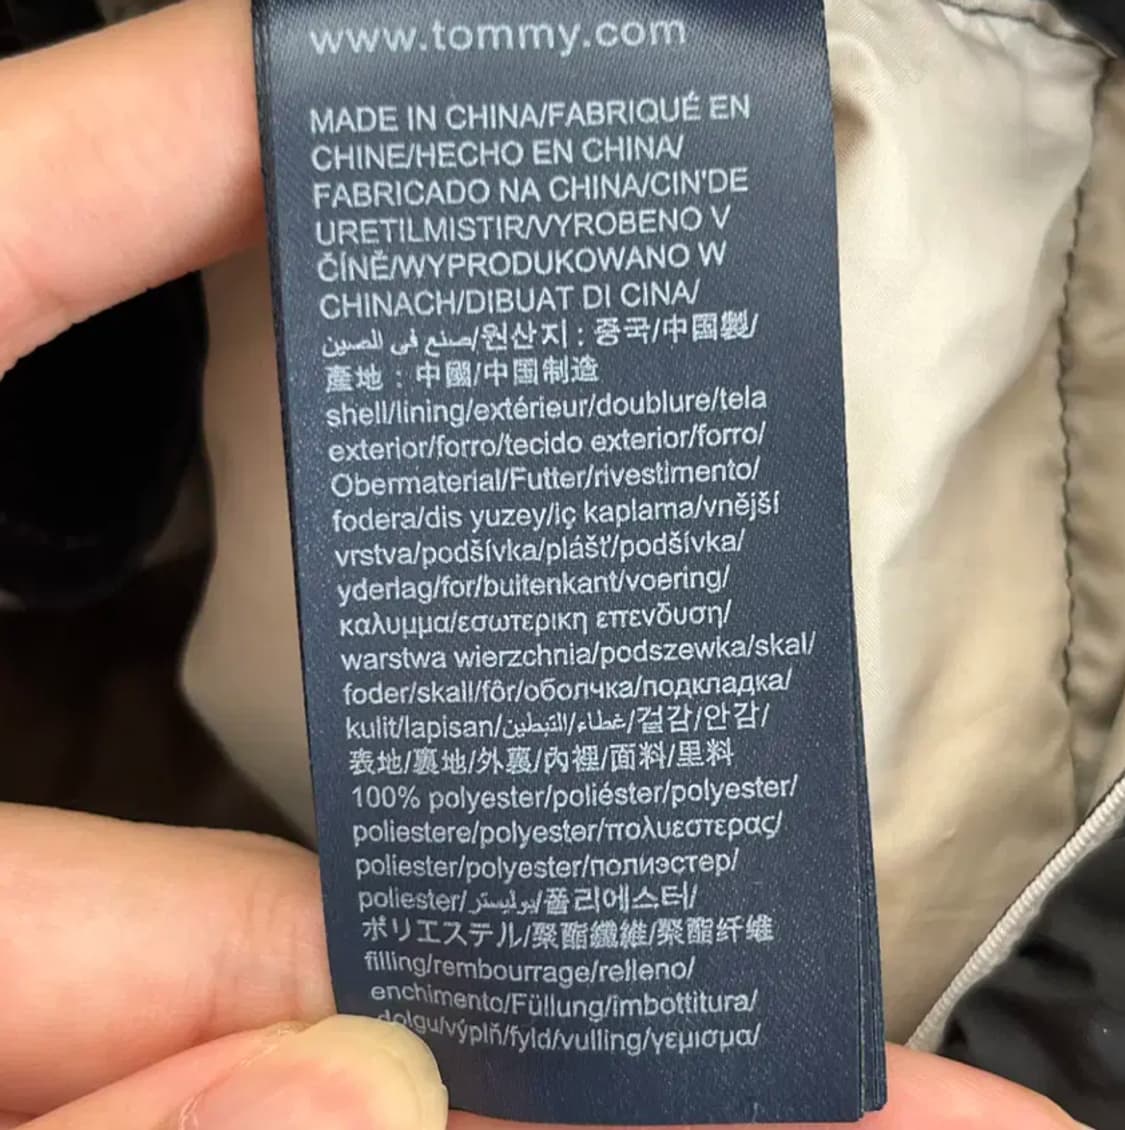 www.tommy.com
MADE IN CHINA/FABRIQUÉ EN
CHINE/HECHO EN CHINA/
FABRICADO NA CHINA/CIN'DE
URETILMISTIR/VYROBENO V
ČÍNĚ/WYPRODUKOWANO W
CHINACH/DIBUAT DI CINA/
صنع في الصين/원산지 : 중국/中国製/
產地 : 中國/中国制造
shell/lining/extérieur/doublure/tela
exterior/forro/tecido exterior/forro/
Obermaterial/Futter/rivestimento/
fodera/dis yuzey/iç kaplama/vnější
vrstva/podšívka/plášť/podšívka/
yderlag/for/buitenkant/voering/
καλυμμα/εσωτερικη επενδυση/
warstwa wierzchnia/podszewka/skal/
foder/skall/fôr/оболчка/подкладка/
kulit/lapisan/غطاء/التبطين/겉감/안감/
表地/裏地/外裏/內裡/面料/里料
100% polyester/poliéster/polyester/
poliestere/polyester/πολυεστερας/
poliester/polyester/полиэстер/
poliester/بوليستر/폴리에스터/
ポリエステル/聚酯纖維/聚酯纤维
filling/rembourrage/relleno/
enchimento/Füllung/imbottitura/
dolgu/výplň/fyld/vulling/γεμισμα/